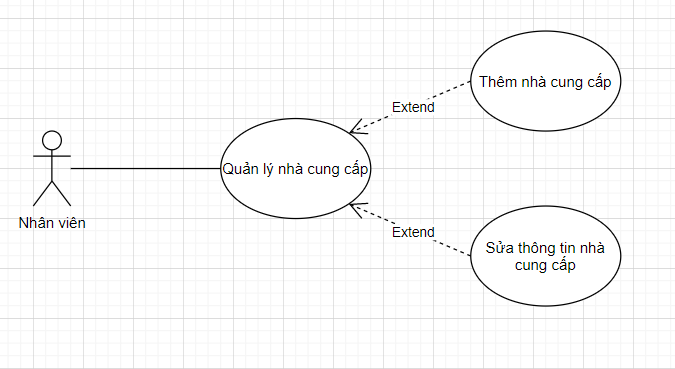 Thêm nhà cung cấp
Extend
Quản lý nhà cung cấp
Nhân viên
Extend
Sửa thông tin nhà
cung cấp